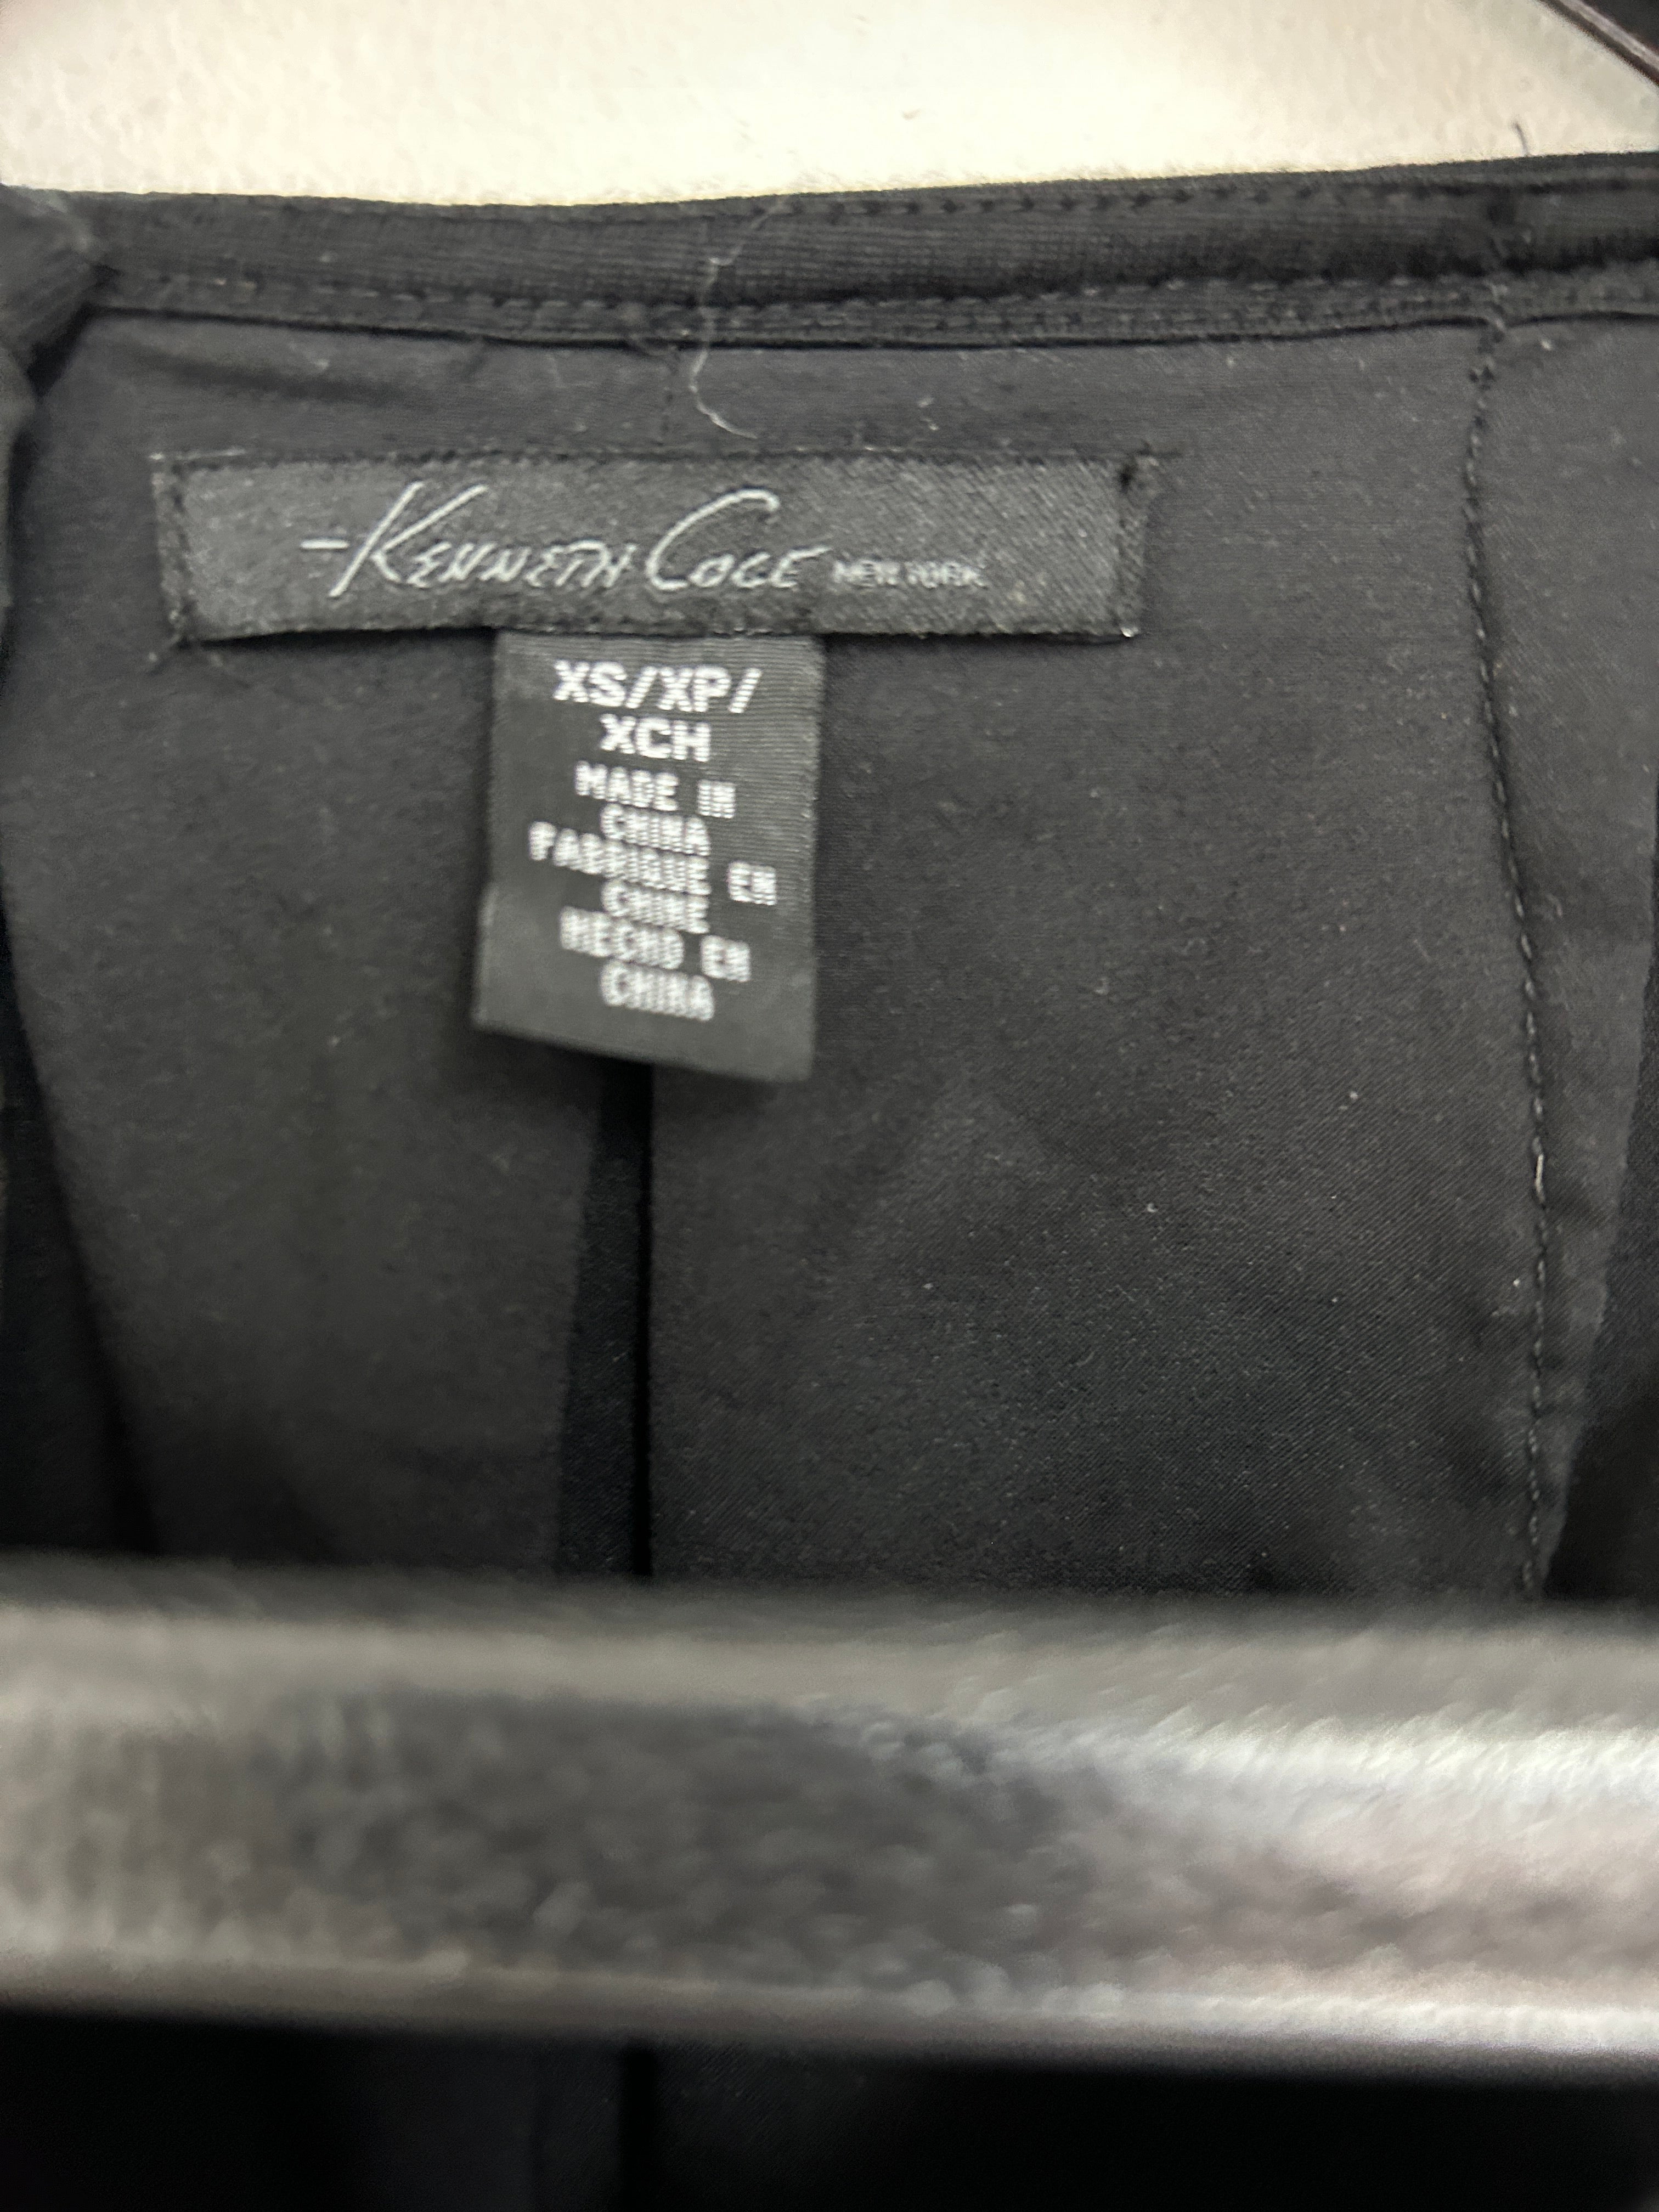 -KENNETH COLE NEW YORK
XS/XP/
XCH
MADE IN
CHINA
FABRIQUE EN
CHINE
HECHO EN
CHINA